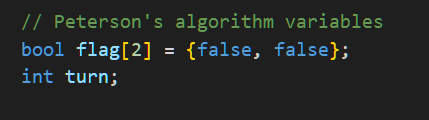 // Peterson's algorithm variables
bool flag[2] = {false, false};
int turn;